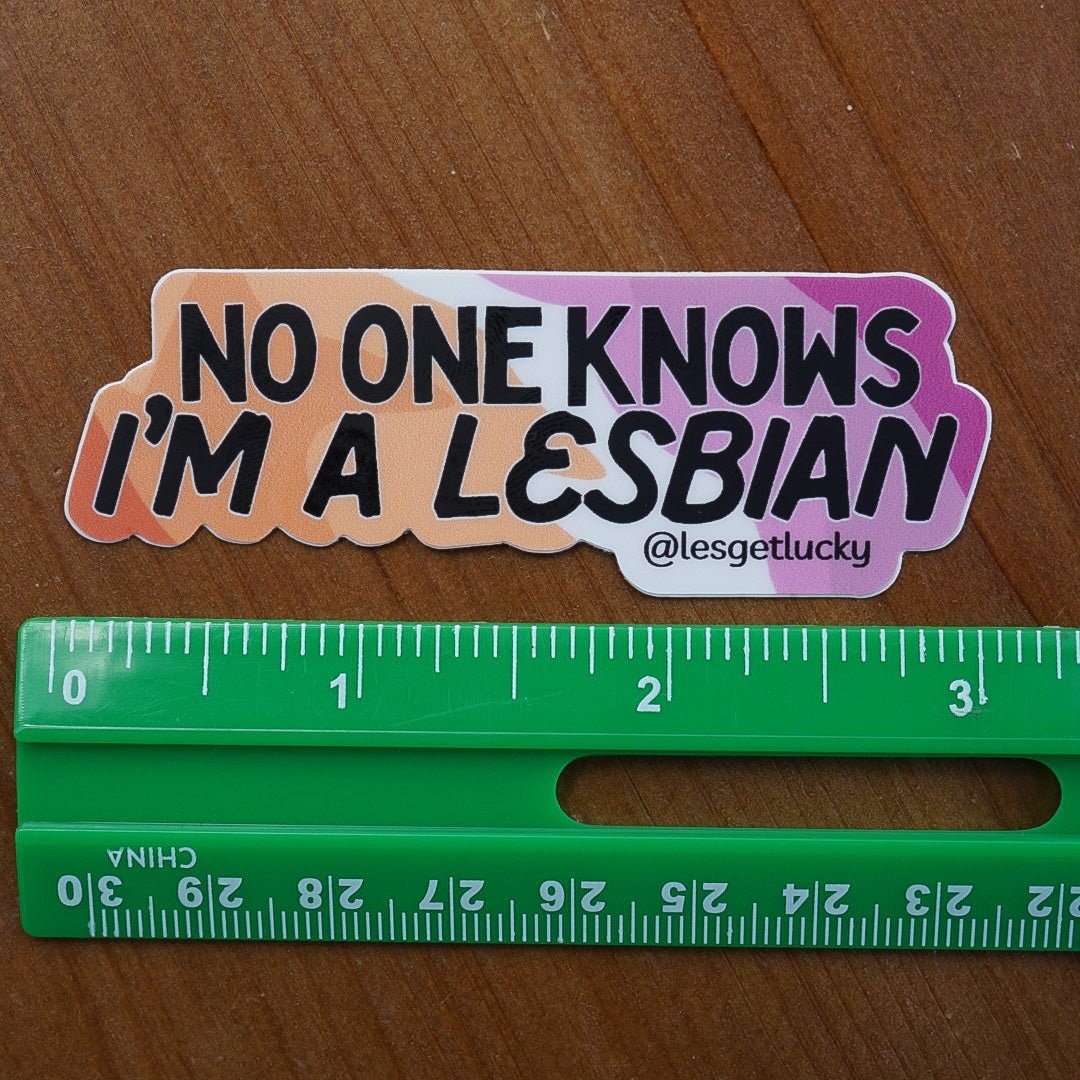 NO ONE KNOWS
I'M A LESBIAN
@lesgetlucky
0 1 2 3
CHINA
30 29 28 27 26 25 24 23 22